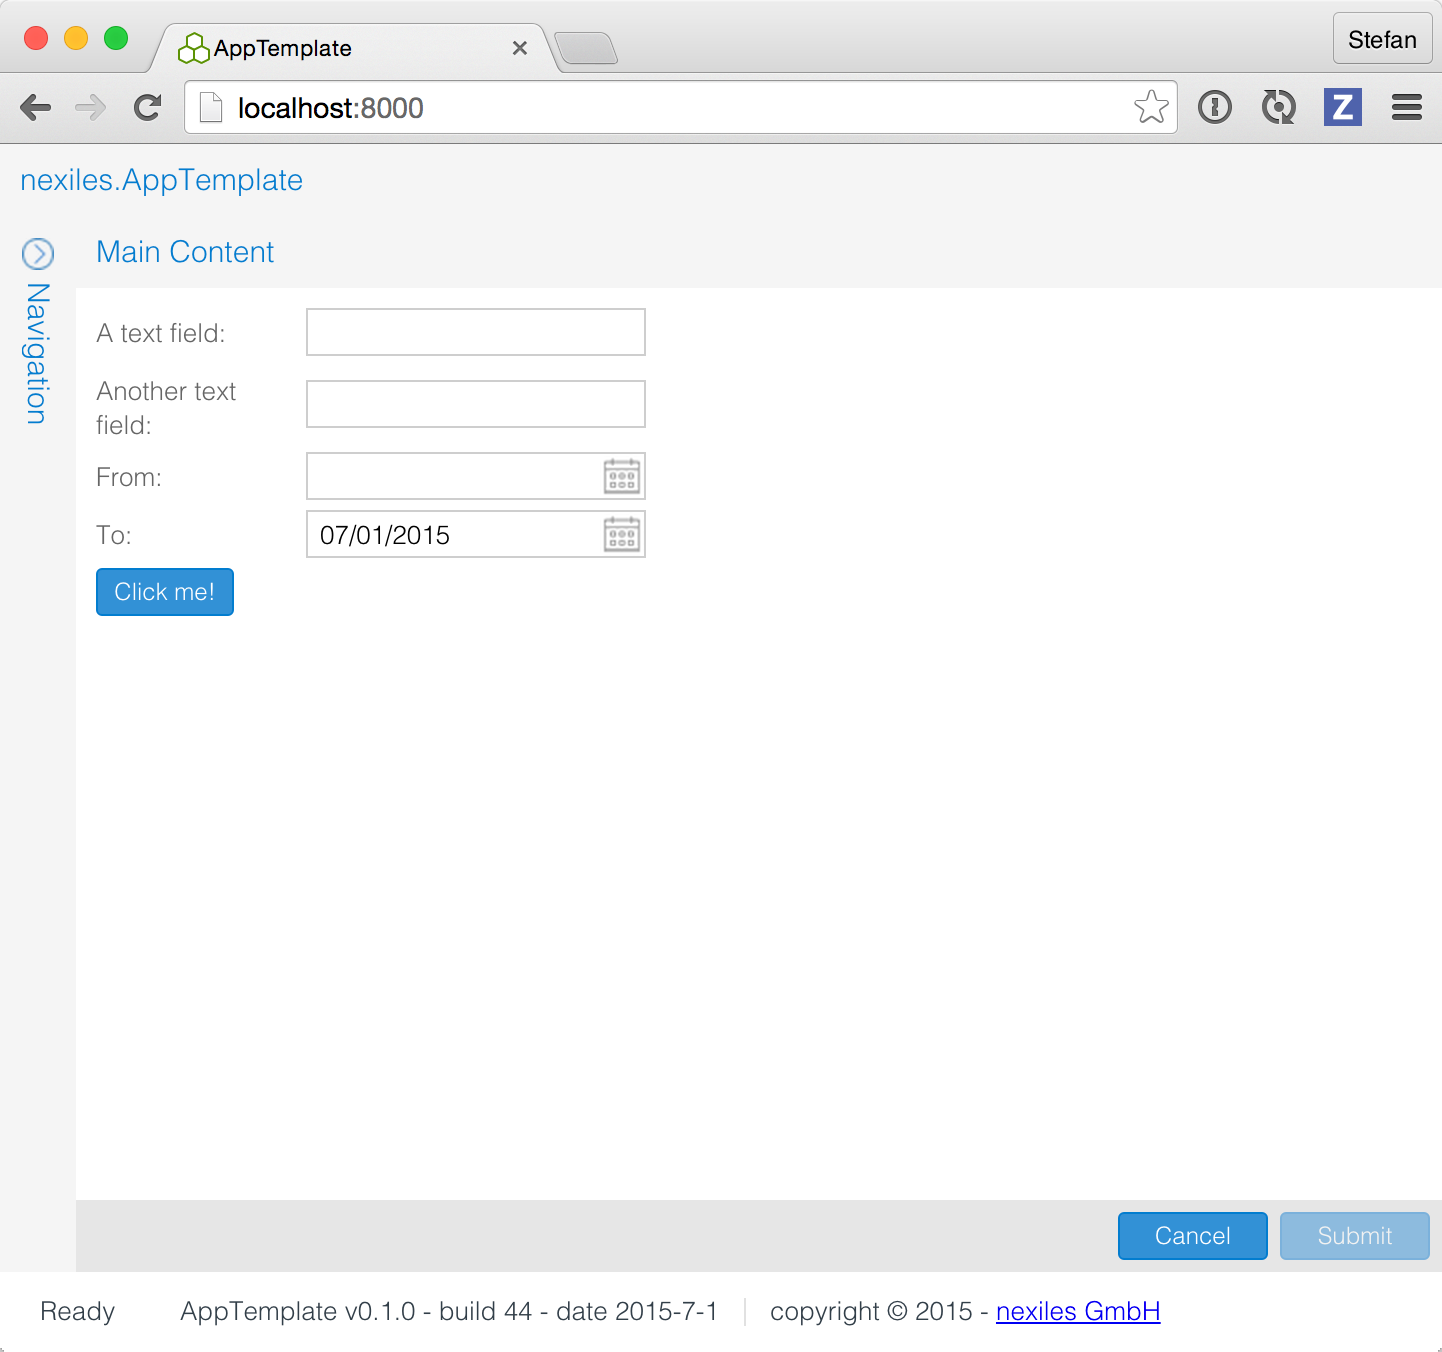 AppTemplate
Stefan
localhost:8000
Z
nexiles.AppTemplate
Main Content
Navigation
A text field:
Another text
field:
From:
To: 07/01/2015
Click me!
Cancel Submit
Ready AppTemplate v0.1.0 - build 44 - date 2015-7-1 copyright © 2015 - nexiles GmbH